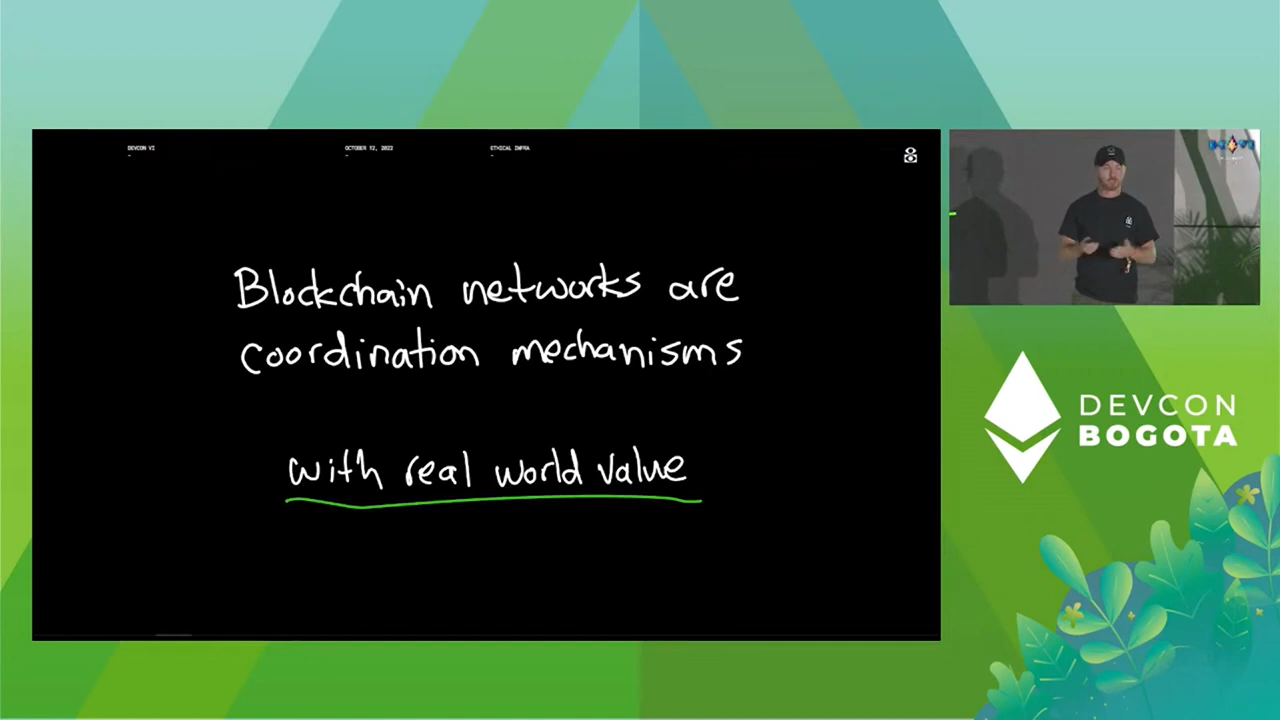 DEVCON VI
OCTOBER 12, 2022
ETHICAL INFRA
Blockchain networks are
coordination mechanisms
with real world value
DEVCON
BOGOTA